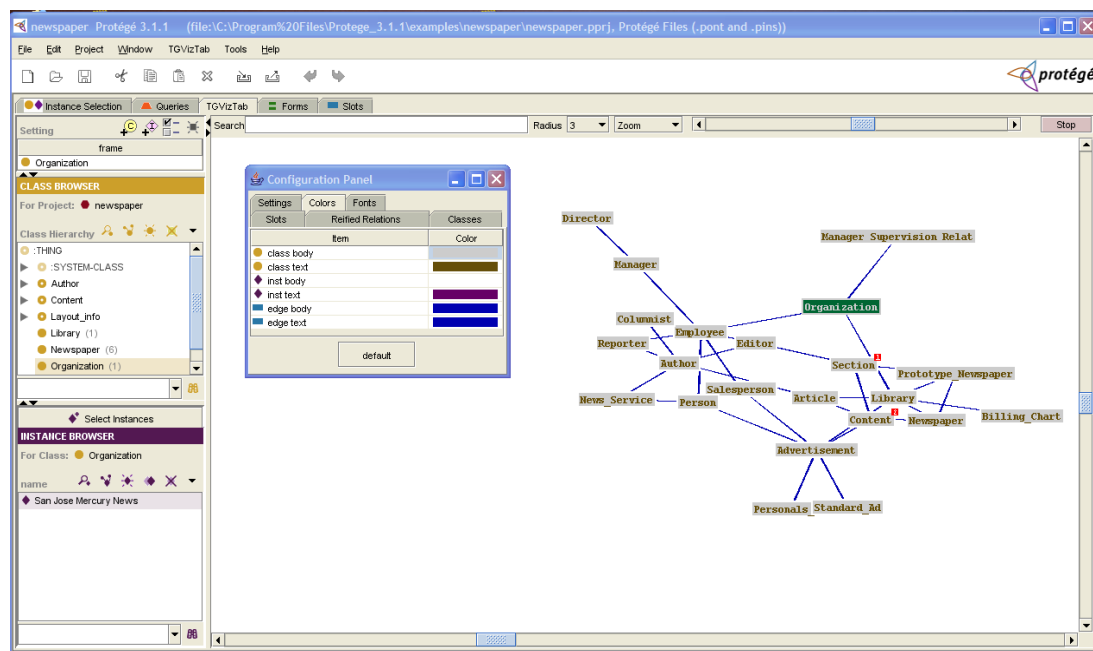 newspaper Protégé 3.1.1 (file:\C:\Program%20Files\Protege_3.1.1\examples\newspaper\newspaper.pprj, Protégé Files (.pont and .pins))
File Edit Project Window TGVizTab Tools Help
protégé
Instance Selection Queries TGVizTab Forms Slots
Setting Search Radius 3 Zoom Stop
frame
Organization
CLASS BROWSER
For Project: newspaper
Class Hierarchy
:THING
:SYSTEM-CLASS
Author
Content
Layout_info
Library (1)
Newspaper (6)
Organization (1)
Select Instances
INSTANCE BROWSER
For Class: Organization
name
San Jose Mercury News
Configuration Panel
Settings Colors Fonts
Slots Reified Relations Classes
Item Color
class body
class text
inst body
inst text
edge body
edge text
default
Director
Manager Supervision Relat
Manager
Organization
Columnist
Employee
Reporter Editor
Author Section 1
Prototype_Newspaper
Salesperson
News_Service Person Article Library
Content 2 Newspaper Billing_Chart
Advertisement
Personals_ Standard_Ad